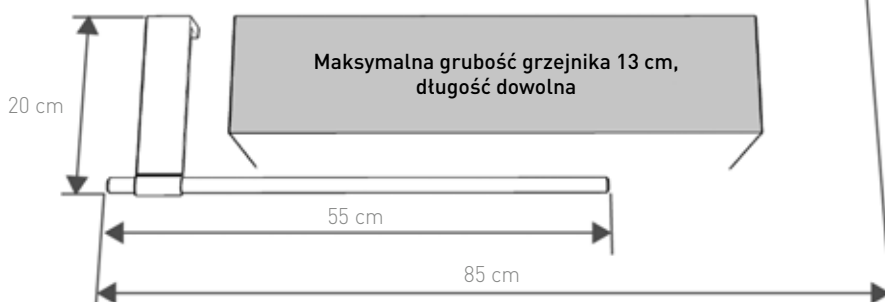 Maksymalna grubość grzejnika 13 cm,
długość dowolna
20 cm
55 cm
85 cm